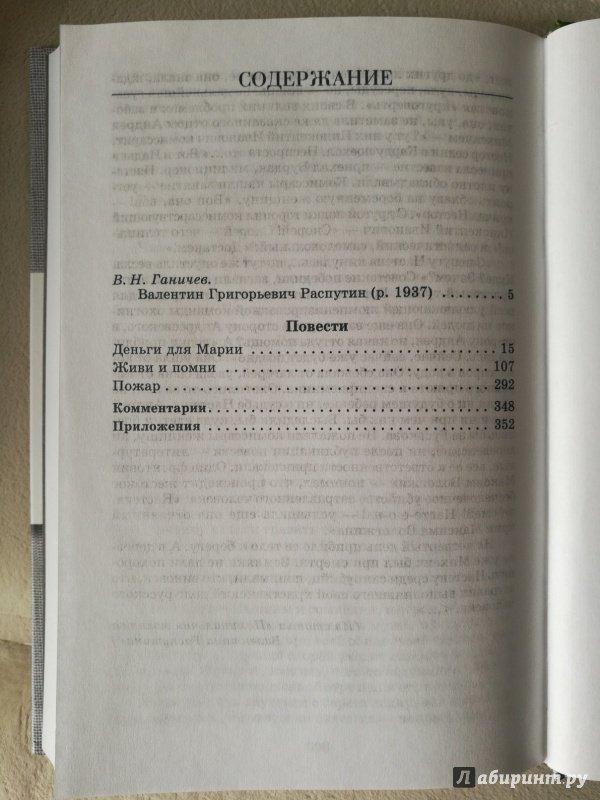 СОДЕРЖАНИЕ
В. Н. Ганичев.
Валентин Григорьевич Распутин (р. 1937) ........ 5
Повести
Деньги для Марии ................................ 15
Живи и помни ................................ 107
Пожар ................................ 292
Комментарии ................................ 348
Приложения ................................ 352
Лабиринт.ру